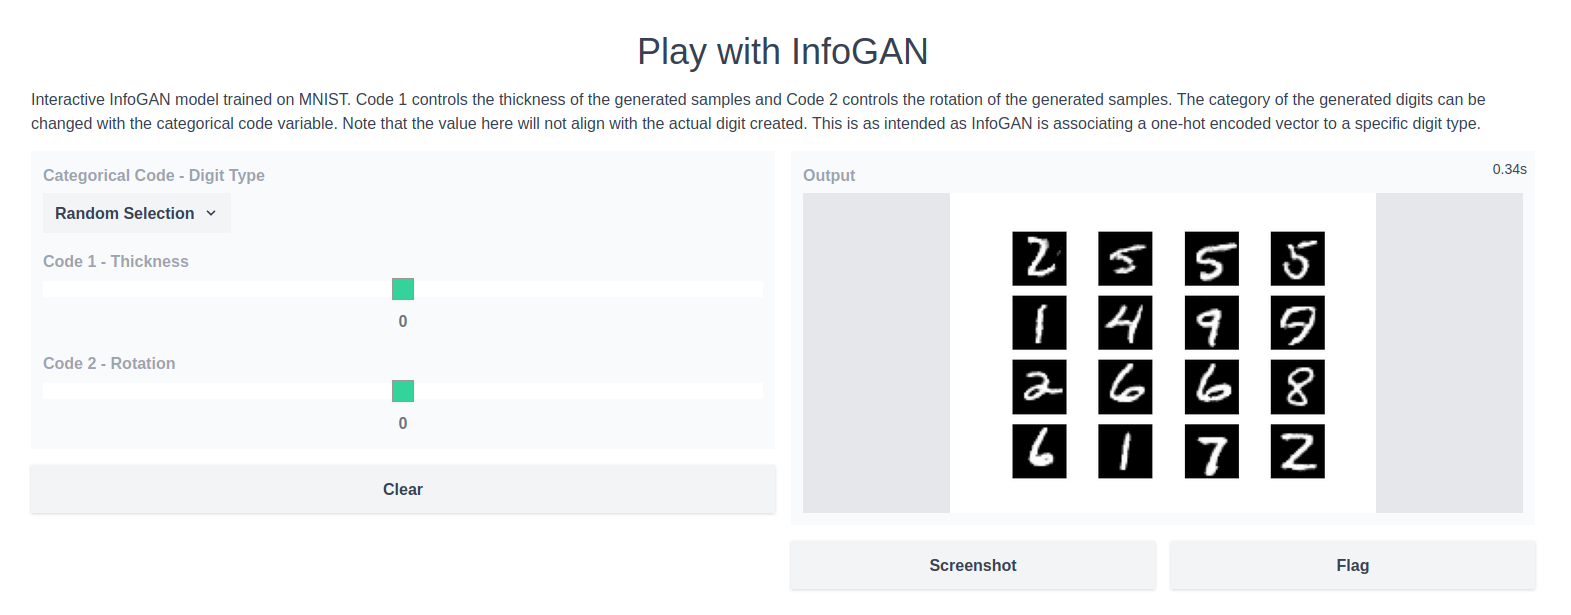 Play with InfoGAN
Interactive InfoGAN model trained on MNIST. Code 1 controls the thickness of the generated samples and Code 2 controls the rotation of the generated samples. The category of the generated digits can be
changed with the categorical code variable. Note that the value here will not align with the actual digit created. This is as intended as InfoGAN is associating a one-hot encoded vector to a specific digit type.
Categorical Code - Digit Type
Random Selection
Code 1 - Thickness
0
Code 2 - Rotation
0
Clear
Output
0.34s
2 5 5 5
1 4 9
2 6 6 8
6 1 7 2
Screenshot
Flag